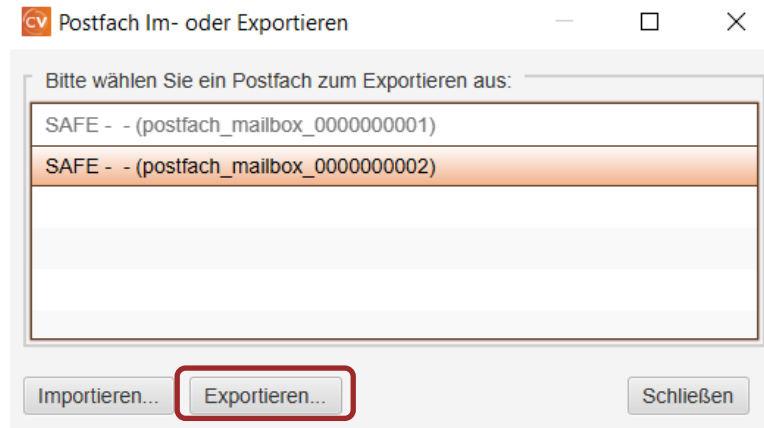 CV Postfach Im- oder Exportieren
Bitte wählen Sie ein Postfach zum Exportieren aus:
SAFE - - (postfach_mailbox_0000000001)
SAFE - - (postfach_mailbox_0000000002)
Importieren... Exportieren... Schließen